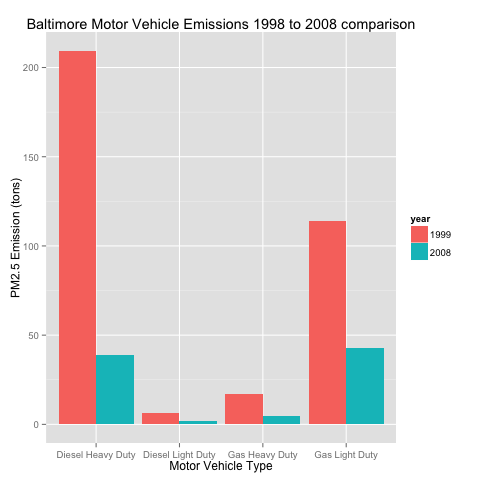 Baltimore Motor Vehicle Emissions 1998 to 2008 comparison
200
150
100
50
0
PM2.5 Emission (tons)
Diesel Heavy Duty Diesel Light Duty Gas Heavy Duty Gas Light Duty
Motor Vehicle Type
year
1999
2008